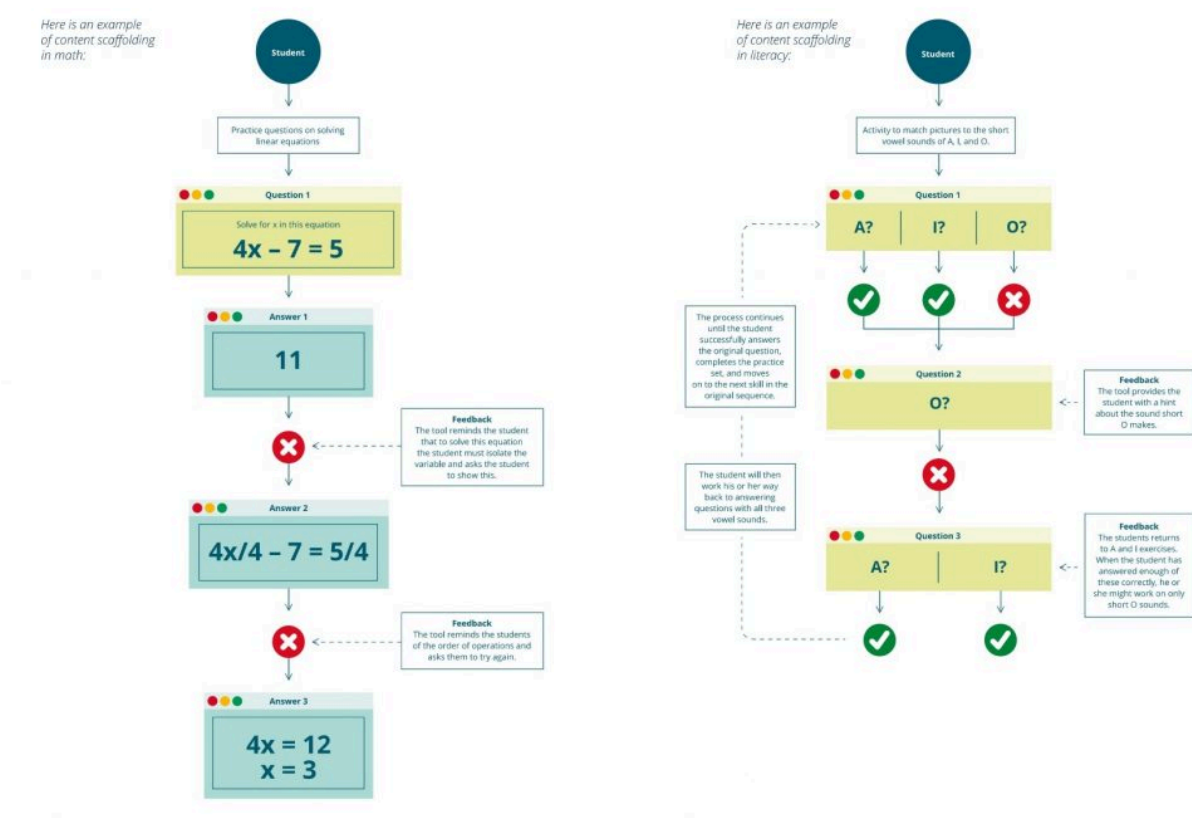 Here is an example
of content scaffolding
in math:
Student
Practice questions on solving
linear equations
Question 1
Solve for x in this equation
4x – 7 = 5
Answer 1
11
Feedback
The tool reminds the student
that to solve this equation
the student must isolate the
variable and asks the student
to show this.
Answer 2
4x/4 – 7 = 5/4
Feedback
The tool reminds the students
of the order of operations and
asks them to try again.
Answer 3
4x = 12
x = 3
Here is an example
of content scaffolding
in literacy:
Student
Activity to match pictures to the short
vowel sounds of A, I, and O.
Question 1
A? I? O?
The process continues
until the student
successfully answers
the original question,
completes the practice
set, and moves
on to the next skill in the
original sequence.
Question 2
O?
Feedback
The tool provides the
student with a hint
about the sound short
O makes.
The student will then
work his or her way
back to answering
questions with all three
vowel sounds.
Question 3
A? I?
Feedback
The students returns
to A and I exercises.
When the student has
answered enough of
these correctly, he or
she might work on only
short O sounds.